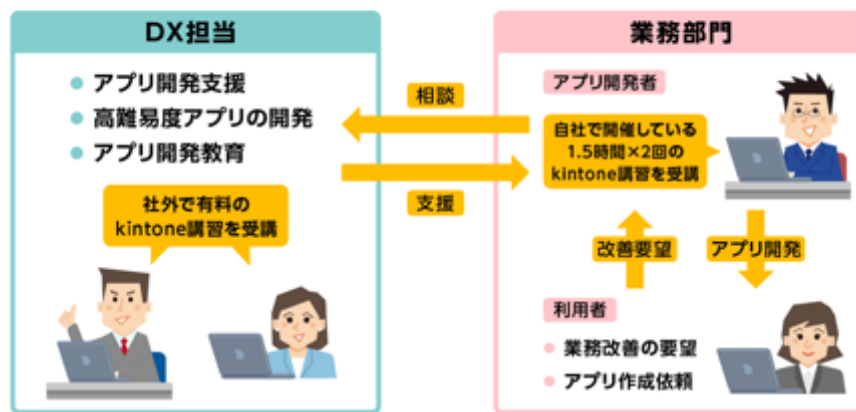 DX担当
アプリ開発支援
高難易度アプリの開発
アプリ開発教育
社外で有料の
kintone講習を受講
相談
支援
業務部門
アプリ開発者
自社で開催している
1.5時間×2回の
kintone講習を受講
改善要望
アプリ開発
利用者
業務改善の要望
アプリ作成依頼